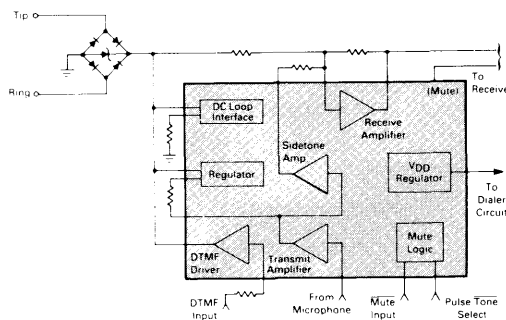 Tip
Ring
DC Loop
Interface
Regulator
Sidetone
Amp
Receive
Amplifier
(Mute)
To
Receive
VDD
Regulator
To
Dialer
Circuit
DTMF
Driver
Transmit
Amplifier
Mute
Logic
DTMF
Input
From
Microphone
Mute
Input
Pulse Tone
Select